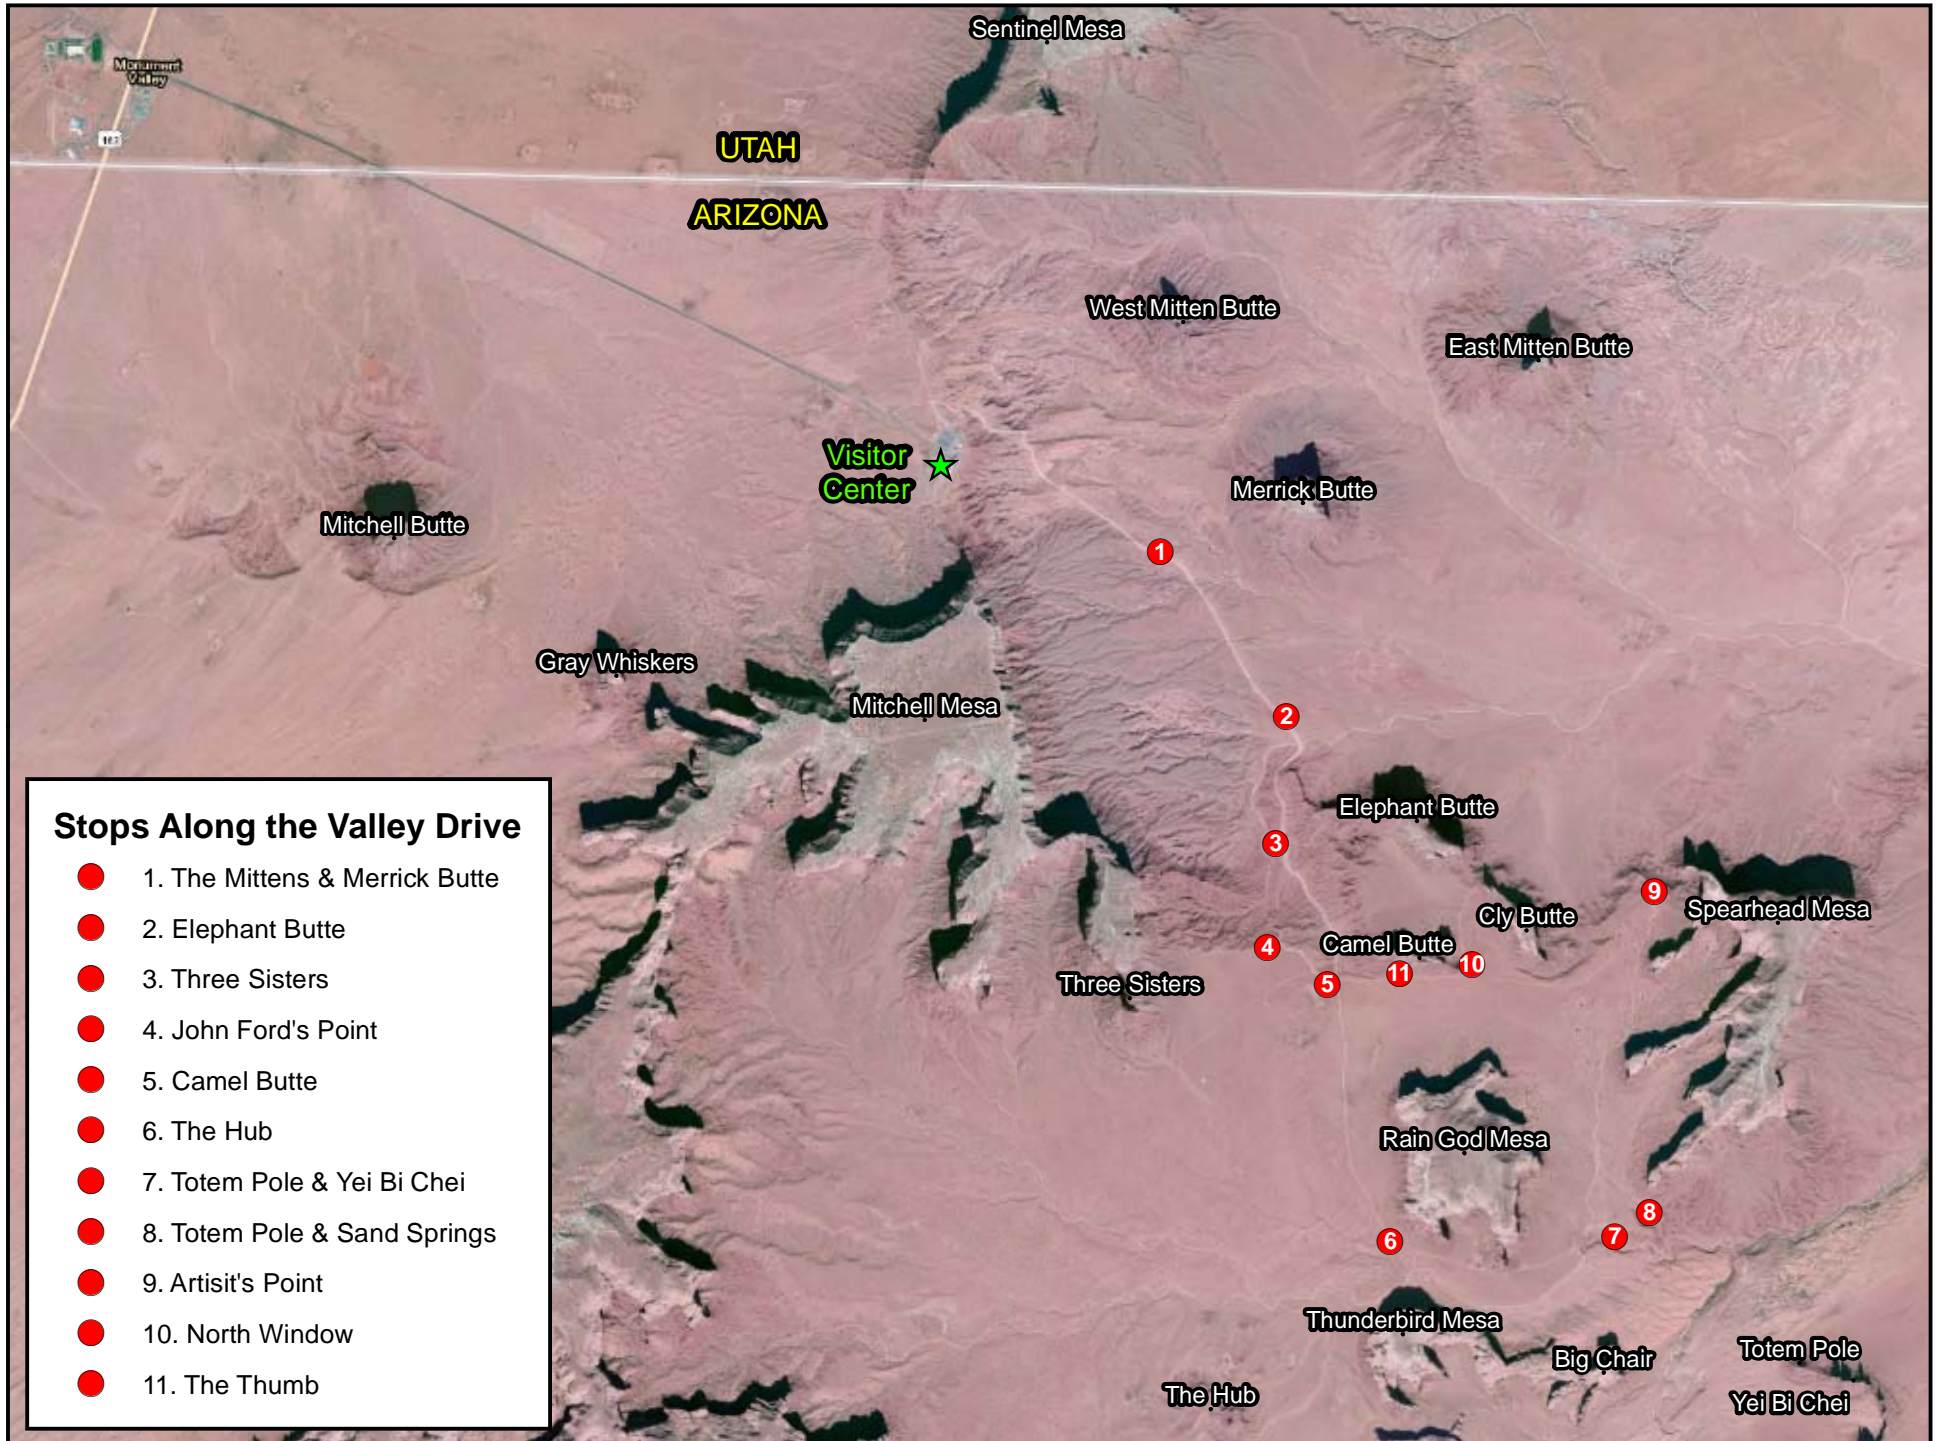 Sentinel Mesa
Monument
Valley
163
UTAH
ARIZONA
West Mitten Butte
East Mitten Butte
Visitor
Center
Merrick Butte
Mitchell Butte
1
Gray Whiskers
Mitchell Mesa
2
Elephant Butte
3
9
Spearhead Mesa
Cly Butte
Camel Butte
4
10
11
5
Three Sisters
Rain God Mesa
8
7
6
Thunderbird Mesa
Big Chair
Totem Pole
The Hub
Yei Bi Chei
Stops Along the Valley Drive
1. The Mittens & Merrick Butte
2. Elephant Butte
3. Three Sisters
4. John Ford's Point
5. Camel Butte
6. The Hub
7. Totem Pole & Yei Bi Chei
8. Totem Pole & Sand Springs
9. Artisit's Point
10. North Window
11. The Thumb